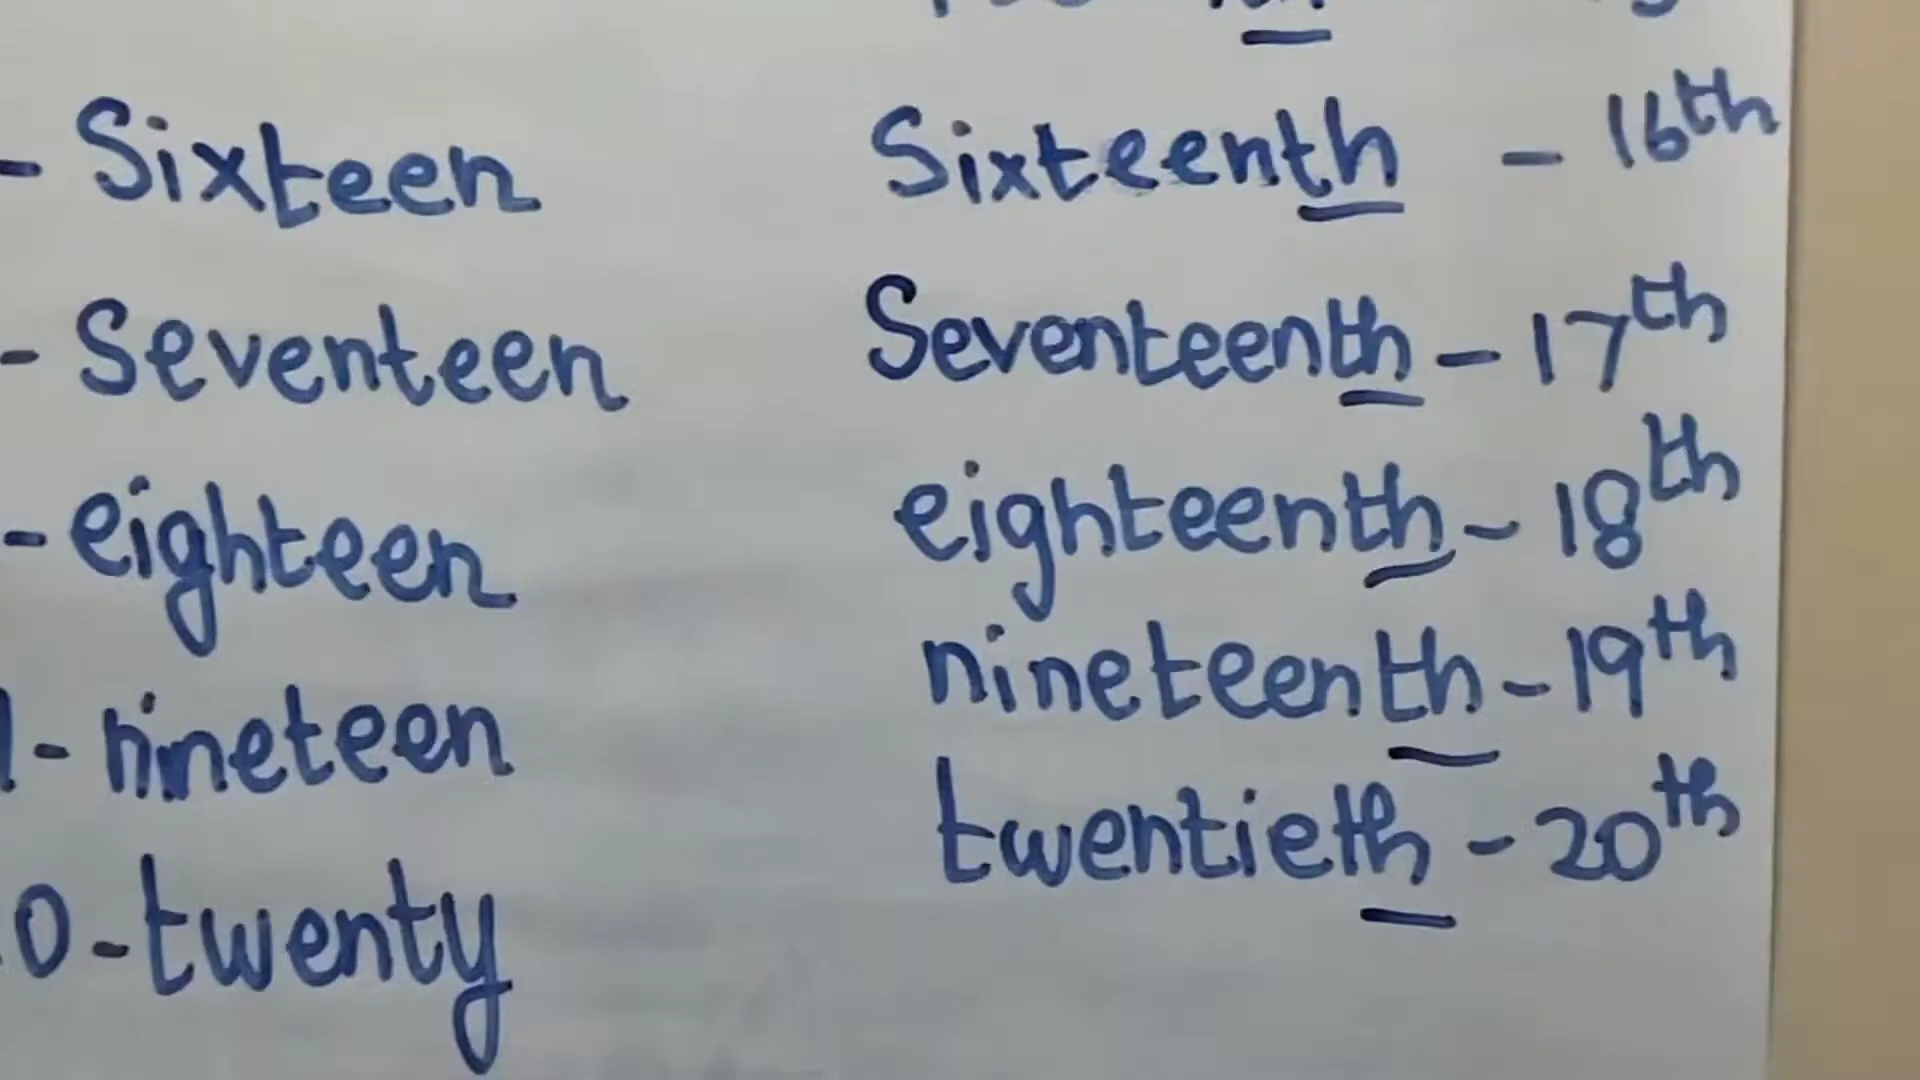 - Sixteen Sixteenth - 16th
- Seventeen Seventeenth - 17th
- eighteen eighteenth - 18th
- nineteen nineteenth - 19th
0 - twenty twentieth - 20th